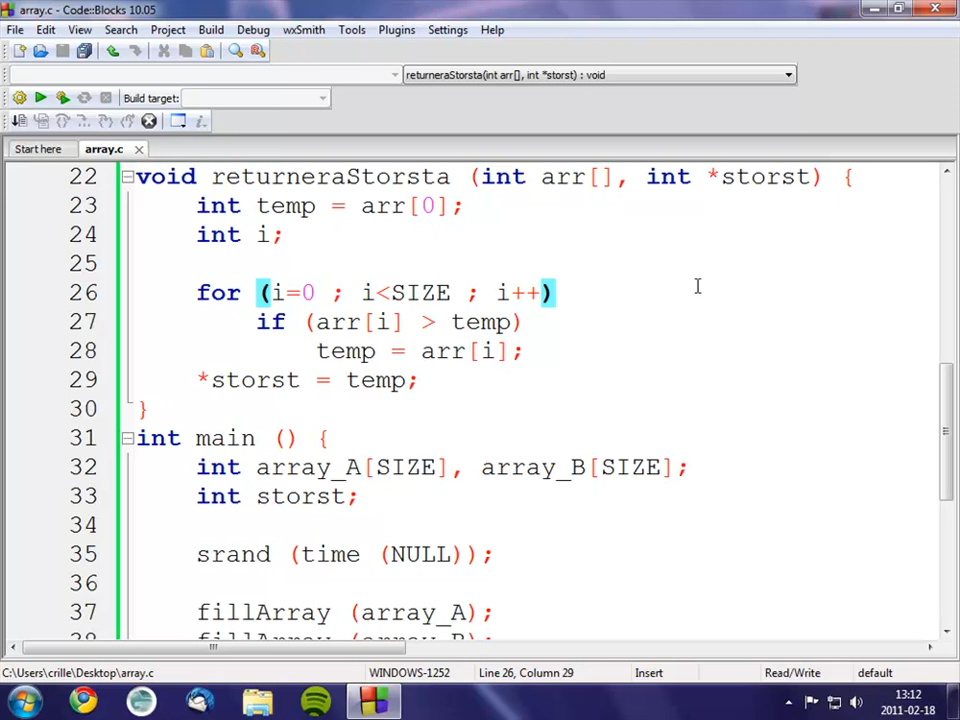 array.c - Code::Blocks 10.05
File Edit View Search Project Build Debug wxSmith Tools Plugins Settings Help
returneraStorsta(int arr[], int *storst) : void
Build target:
Start here array.c
22 void returneraStorsta (int arr[], int *storst) {
23 int temp = arr[0];
24 int i;
25
26 for (i=0 ; i<SIZE ; i++)
27 if (arr[i] > temp)
28 temp = arr[i];
29 *storst = temp;
30 }
31 int main () {
32 int array_A[SIZE], array_B[SIZE];
33 int storst;
34
35 srand (time (NULL));
36
37 fillArray (array_A);
38 fillArray (array_B);
C:\Users\crille\Desktop\array.c WINDOWS-1252 Line 26, Column 29 Insert Read/Write default
13:12
2011-02-18